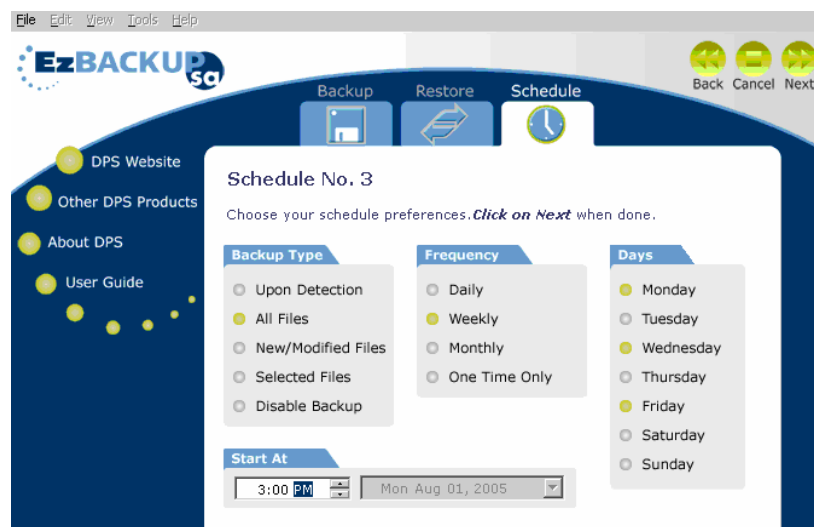 File Edit View Tools Help
EzBACKUP
sa
Back Cancel Next
Backup Restore Schedule
DPS Website
Other DPS Products
About DPS
User Guide
Schedule No. 3
Choose your schedule preferences.Click on Next when done.
Backup Type
Upon Detection
All Files
New/Modified Files
Selected Files
Disable Backup
Frequency
Daily
Weekly
Monthly
One Time Only
Days
Monday
Tuesday
Wednesday
Thursday
Friday
Saturday
Sunday
Start At
3:00 PM
Mon Aug 01, 2005